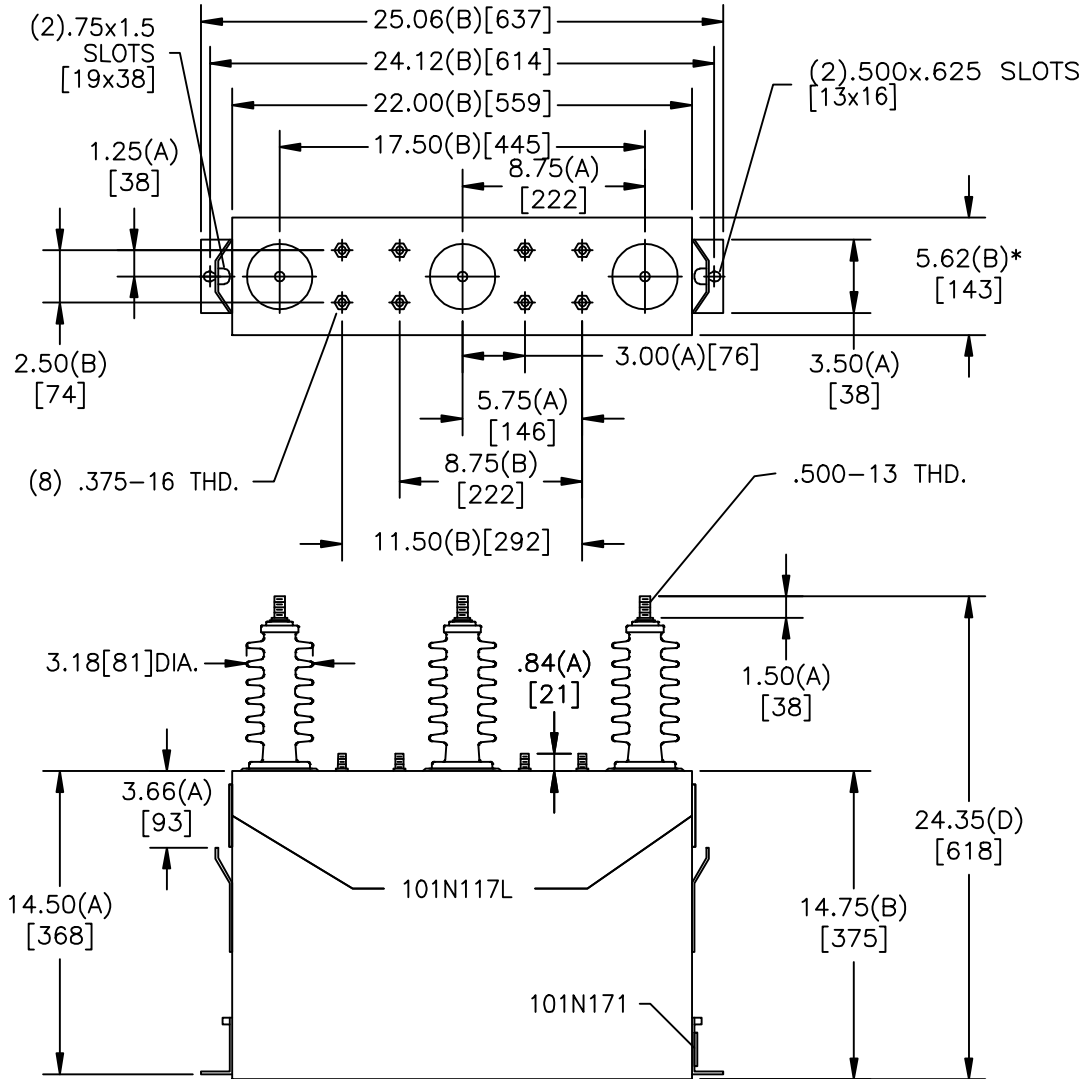 25.06(B)[637]
(2).75x1.5
SLOTS
[19x38]
24.12(B)[614]
(2).500x.625 SLOTS
[13x16]
22.00(B)[559]
17.50(B)[445]
1.25(A)
[38]
8.75(A)
[222]
5.62(B)*
[143]
2.50(B)
[74]
3.00(A)[76]
3.50(A)
[38]
5.75(A)
[146]
8.75(B)
[222]
(8) .375-16 THD.
.500-13 THD.
11.50(B)[292]
3.18[81]DIA.
.84(A)
[21]
1.50(A)
[38]
3.66(A)
[93]
24.35(D)
[618]
101N117L
14.50(A)
[368]
14.75(B)
[375]
101N171